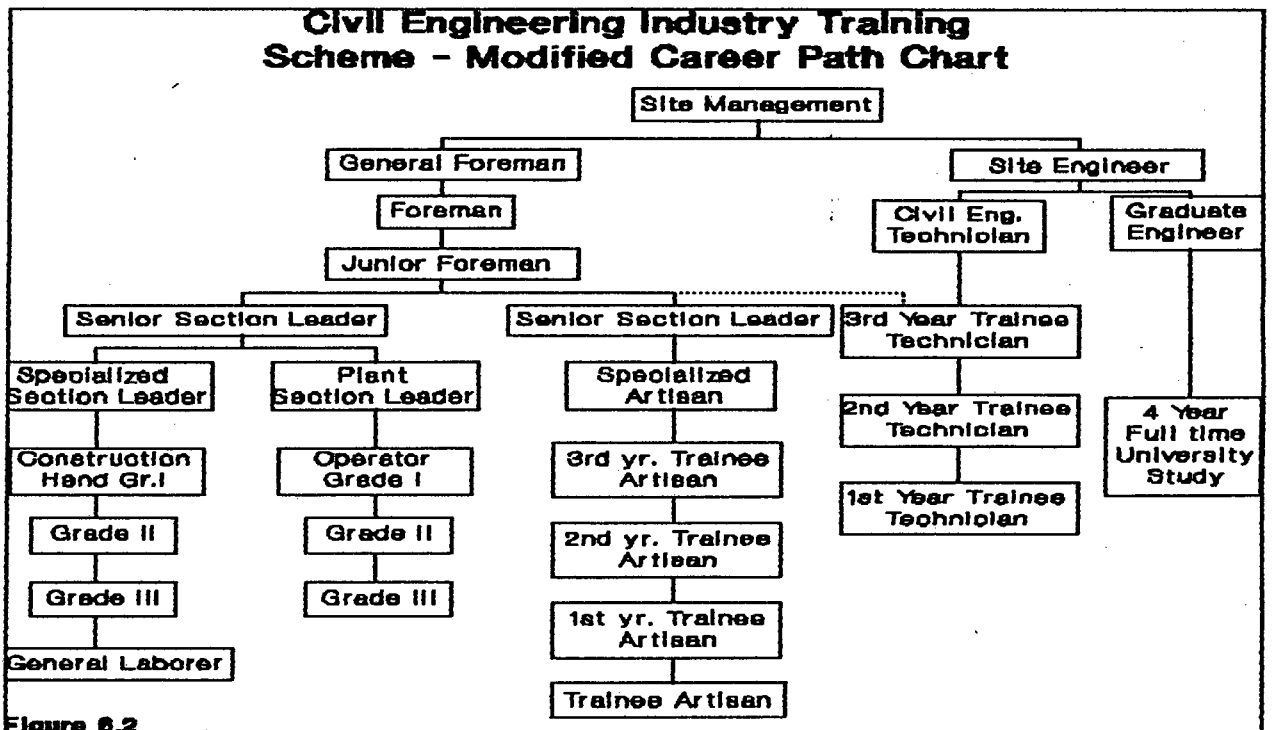 Civil Engineering Industry Training
Scheme - Modified Career Path Chart
Site Management
General Foreman
Site Engineer
Foreman
Civil Eng.
Technician
Graduate
Engineer
Junior Foreman
Senior Section Leader
Senior Section Leader
3rd Year Trainee
Technician
Specialized
Section Leader
Plant
Section Leader
Specialized
Artisan
2nd Year Trainee
Technician
4 Year
Full time
University
Study
Construction
Hand Gr.I
Operator
Grade I
3rd yr. Trainee
Artisan
1st Year Trainee
Technician
Grade II
Grade II
2nd yr. Trainee
Artisan
Grade III
Grade III
1st yr. Trainee
Artisan
General Laborer
Trainee Artisan
Figure 6.2